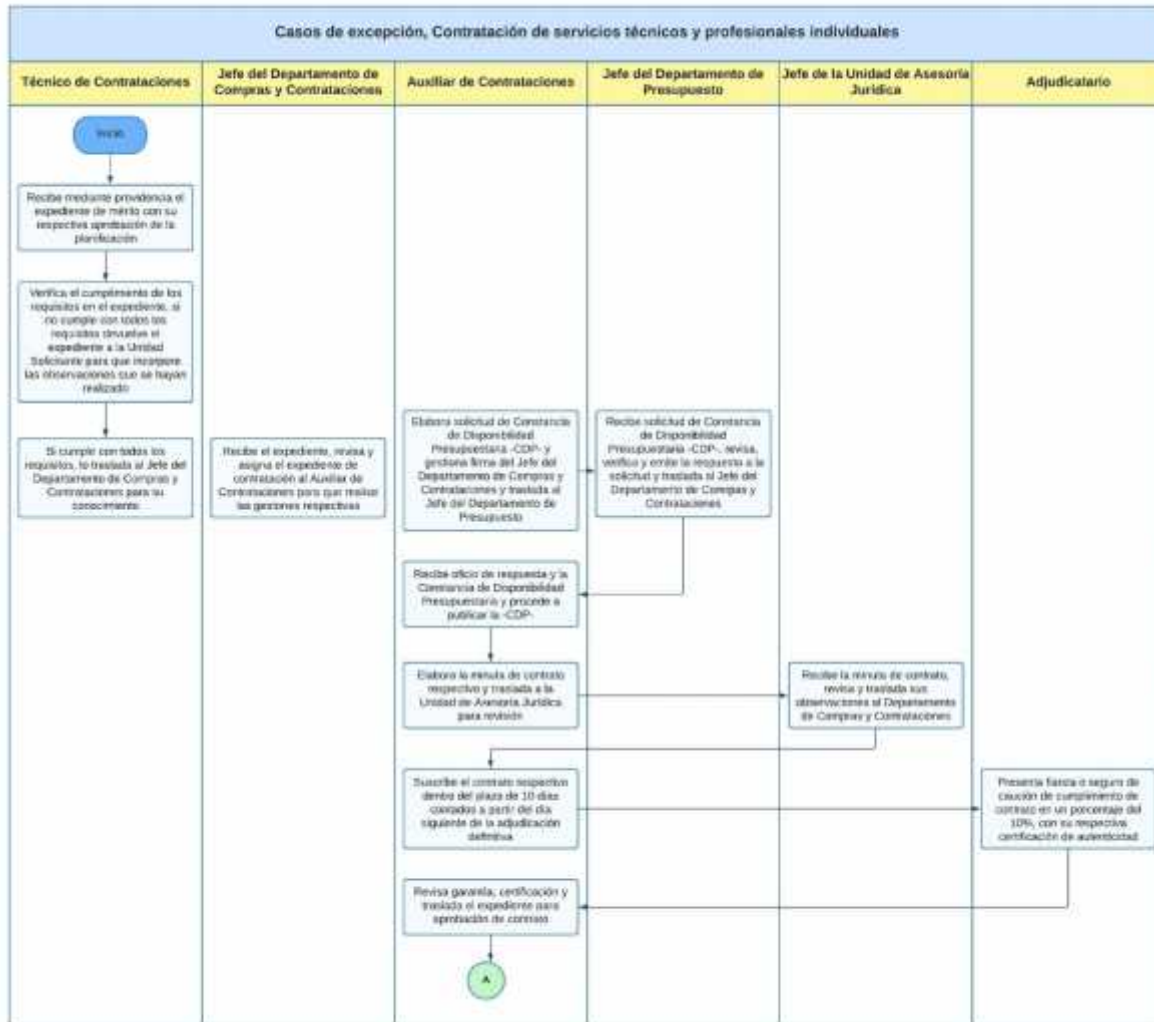 Casos de excepción, Contratación de servicios técnicos y profesionales individuales
Técnico de Contrataciones
Jefe del Departamento de
Compras y Contrataciones
Auxiliar de Contrataciones
Jefe del Departamento de
Presupuesto
Jefe de la Unidad de Asesoría
Jurídica
Adjudicatario
Inicio
Recibe mediante providencia el
expediente de mérito con su
respectiva aprobación de la
planificación
Verifica el cumplimento de los
requisitos en el expediente, si
no cumple con todos los
requisitos devuelve el
expediente a la Unidad
Solicitante para que incorpore
las observaciones que se hayan
realizado
Si cumple con todos los
requisitos, lo traslada al Jefe del
Departamento de Compras y
Contrataciones para su
conocimiento
Recibe el expediente, revisa y
asigna el expediente de
contratación al Auxiliar de
Contrataciones para que realice
las gestiones respectivas
Elabora solicitud de Constancia
de Disponibilidad
Presupuestaria -CDP- y
gestiona firma del Jefe del
Departamento de Compras y
Contrataciones y traslada al
Jefe del Departamento de
Presupuesto
Recibe solicitud de Constancia
de Disponibilidad
Presupuestaria -CDP-, revisa,
verifica y emite la respuesta a la
solicitud y traslada al Jefe del
Departamento de Compras y
Contrataciones
Recibe oficio de respuesta y la
Constancia de Disponibilidad
Presupuestaria y procede a
publicar la -CDP-
Elabora la minuta de contrato
respectivo y traslada a la
Unidad de Asesoría Jurídica
para revisión
Recibe la minuta de contrato,
revisa y traslada sus
observaciones al Departamento
de Compras y Contrataciones
Suscribe el contrato respectivo
dentro del plazo de 10 días
contados a partir del día
siguiente de la adjudicación
definitiva
Presenta fianza o seguro de
caución de cumplimiento de
contrato en un porcentaje del
10%, con su respectiva
certificación de autenticidad
Revisa garantía, certificación y
traslada el expediente para
aprobación de contrato
A